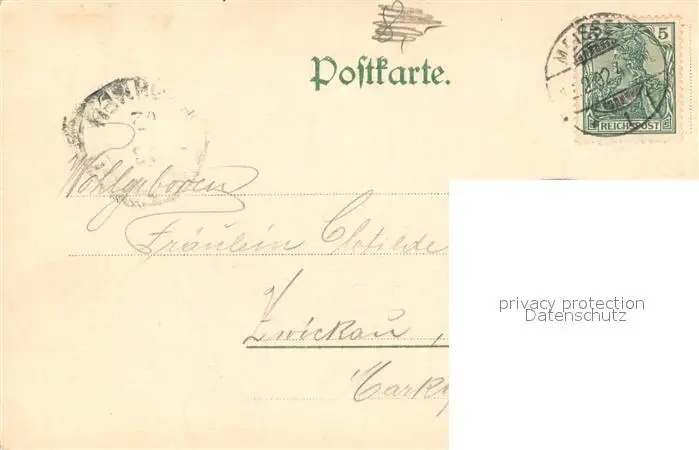 Postkarte.
5
REICHSPOST
Wohlgeboren
Fräulein Clotilde
Zwickau,
privacy protection
Datenschutz